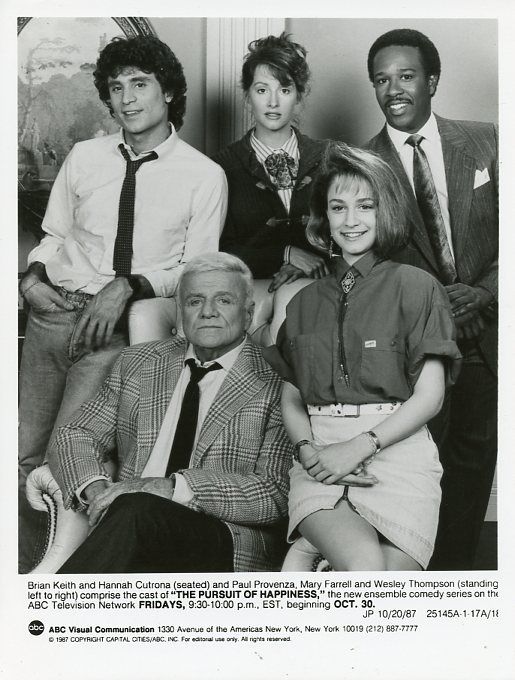 Brian Keith and Hannah Cutrona (seated) and Paul Provenza, Mary Farrell and Wesley Thompson (standing
left to right) comprise the cast of "THE PURSUIT OF HAPPINESS," the new ensemble comedy series on the
ABC Television Network FRIDAYS, 9:30-10:00 p.m., EST, beginning OCT. 30.
JP 10/20/87 25145A-1-17A/18
abc ABC Visual Communication 1330 Avenue of the Americas New York, New York 10019 (212) 887-7777
© 1987 COPYRIGHT CAPITAL CITIES/ABC, INC. For editorial use only. All rights reserved.